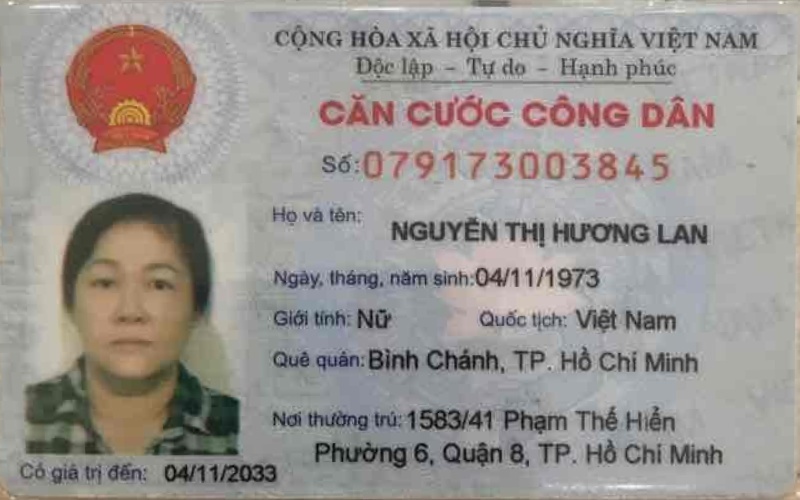 CỘNG HÒA XÃ HỘI CHỦ NGHĨA VIỆT NAM
Độc lập - Tự do - Hạnh phúc
CĂN CƯỚC CÔNG DÂN
Số: 079173003845
Họ và tên: NGUYỄN THỊ HƯƠNG LAN
Ngày, tháng, năm sinh: 04/11/1973
Giới tính: Nữ Quốc tịch: Việt Nam
Quê quán: Bình Chánh, TP. Hồ Chí Minh
Nơi thường trú: 1583/41 Phạm Thế Hiển
Phường 6, Quận 8, TP. Hồ Chí Minh
Có giá trị đến: 04/11/2033